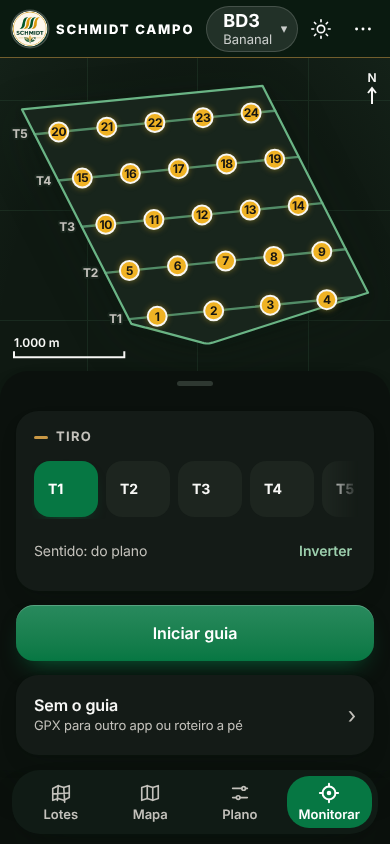 SCHMIDT
SCHMIDT CAMPO
BD3
Bananal
N
T5
20 21 22 23 24
T4
15 16 17 18 19
T3
10 11 12 13 14
T2
5 6 7 8 9
T1
1 2 3 4
1.000 m
TIRO
T1 T2 T3 T4 T5
Sentido: do plano Inverter
Iniciar guia
Sem o guia
GPX para outro app ou roteiro a pé
Lotes Mapa Plano Monitorar